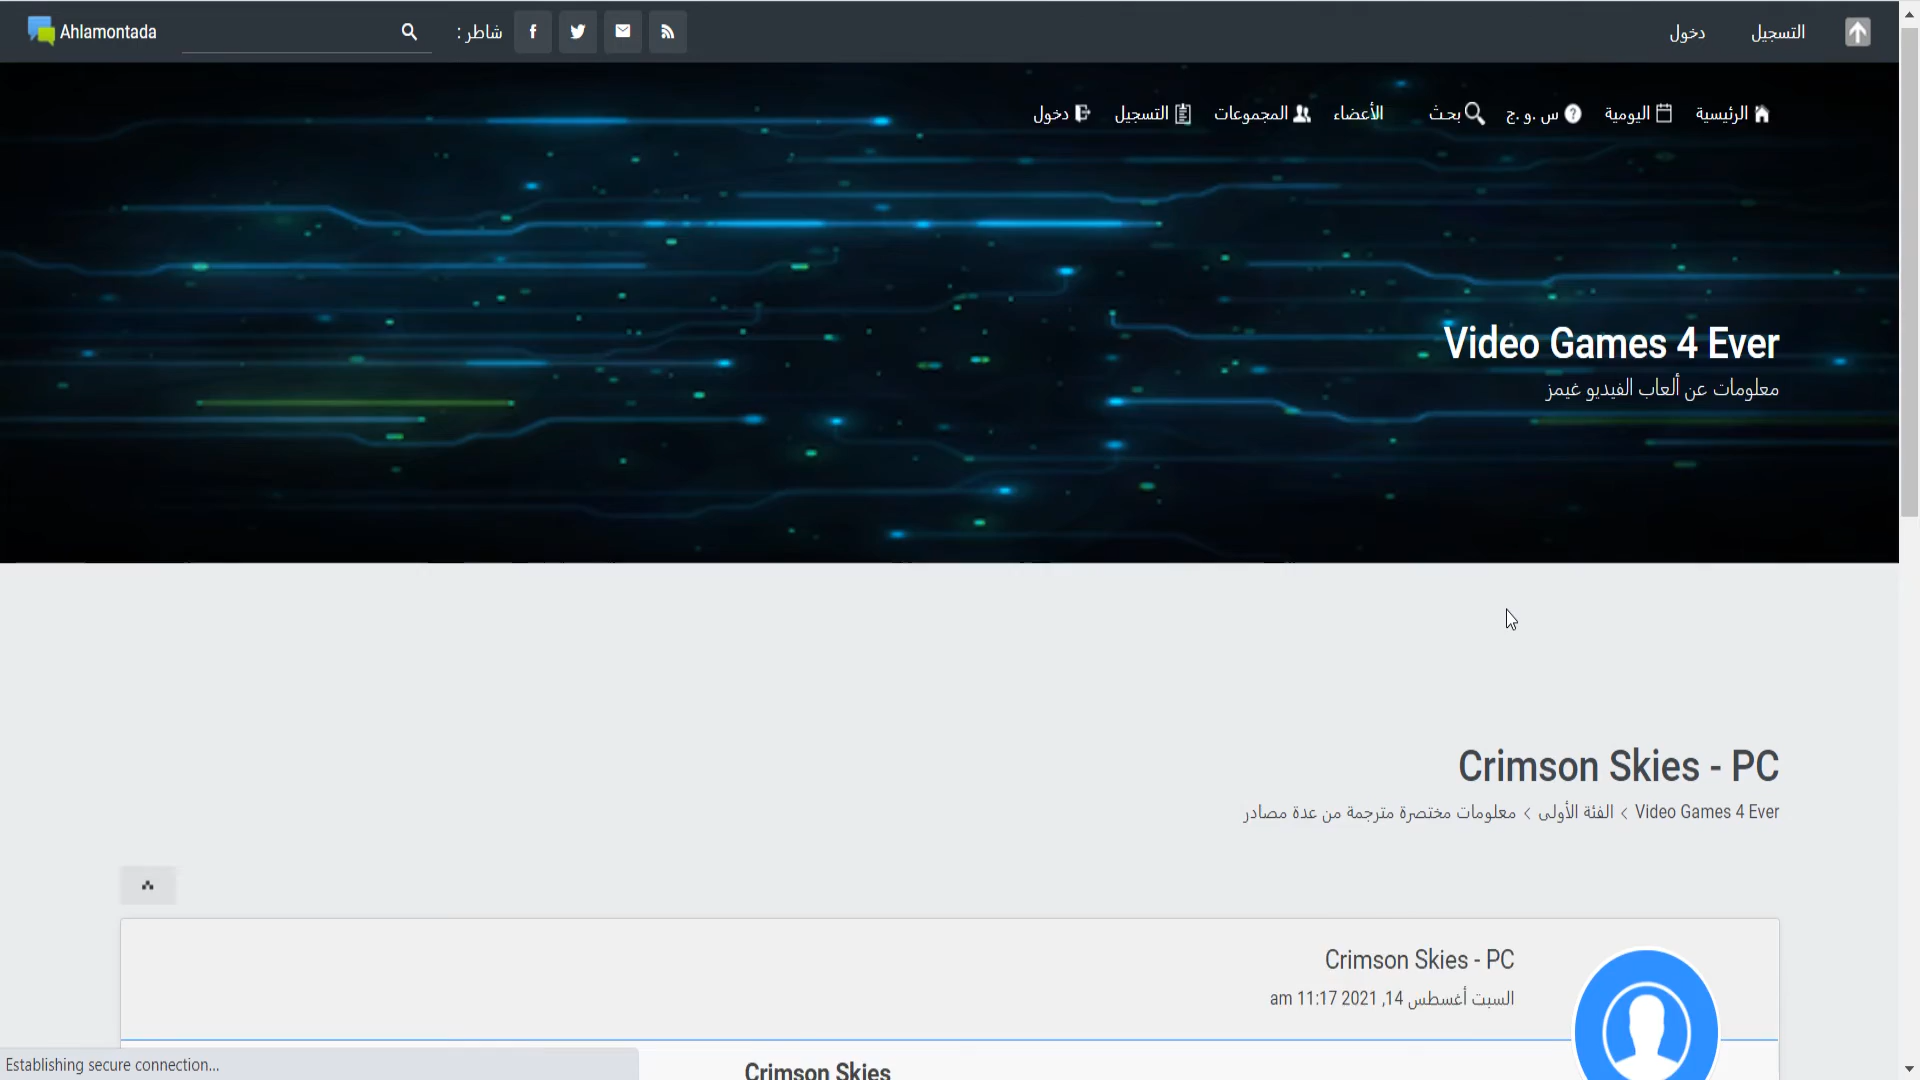 Ahlamontada
شاطر :
دخول
التسجيل
الرئيسية
اليومية
س .و .ج
بحـث
الأعضاء
المجموعات
التسجيل
دخول
Video Games 4 Ever
معلومات عن ألعاب الفيديو غيمز
Crimson Skies - PC
Video Games 4 Ever > الفئة الأولى > معلومات مختصرة مترجمة من عدة مصادر
Crimson Skies - PC
السبت أغسطس 14, 2021 11:17 am
Crimson Skies
Establishing secure connection...